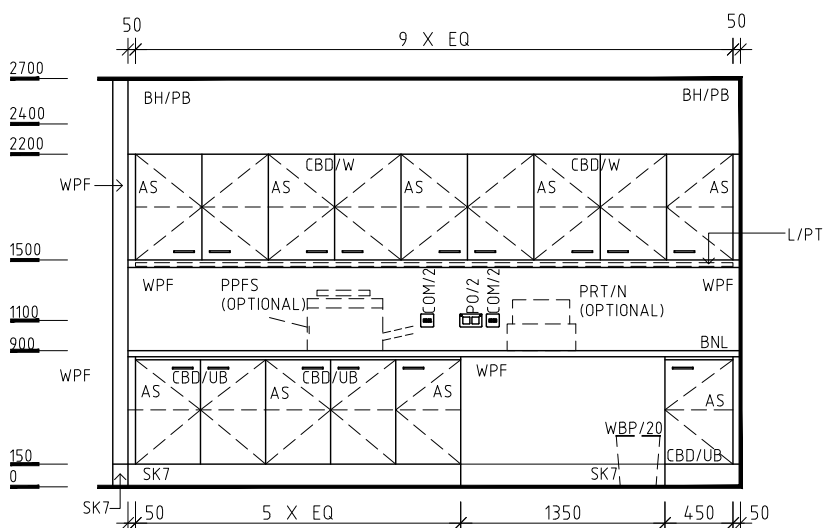 50
9 X EQ
50
2700
BH/PB
BH/PB
2400
2200
CBD/W
CBD/W
WPF
AS
AS
AS
AS
AS
L/PT
1500
WPF
PPFS
(OPTIONAL)
COM/2
PO/2
COM/2
PRT/N
(OPTIONAL)
WPF
1100
BNL
900
WPF
CBD/UB
CBD/UB
WPF
AS
AS
AS
AS
WBP/20
CBD/UB
150
SK7
SK7
0
SK7
50
5 X EQ
1350
450
50